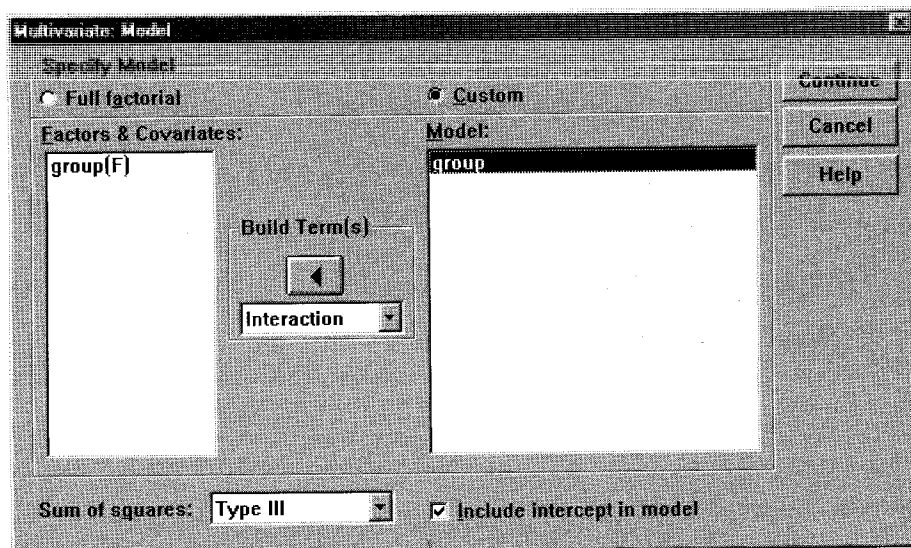 Multivariate: Model
Specify Model
Full factorial
Custom
Continue
Factors & Covariates:
Model:
Cancel
group(F)
group
Help
Build Term(s)
Interaction
Sum of squares:
Type III
Include intercept in model